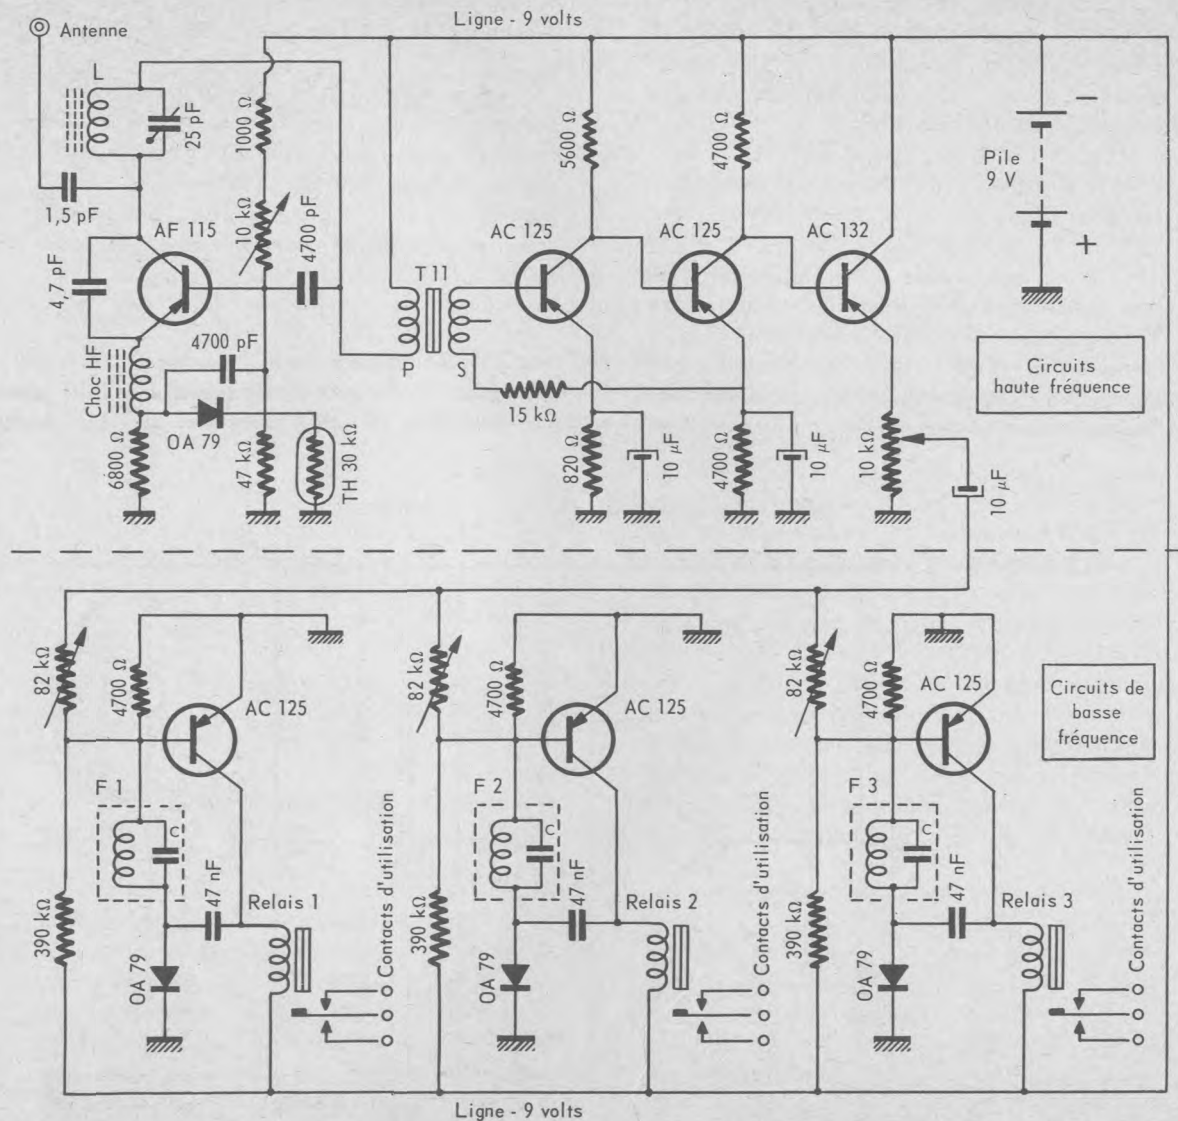 Ligne - 9 volts
Antenne
L
25 pF
1000 Ω
5600 Ω
4700 Ω
Pile
9 V
−
+
1,5 pF
AF 115
10 kΩ
4700 pF
4,7 pF
T 11
P
S
AC 125
AC 125
AC 132
Choc HF
4700 pF
OA 79
6800 Ω
47 kΩ
TH 30 kΩ
15 kΩ
820 Ω
10 µF
4700 Ω
10 µF
10 kΩ
10 µF
Circuits
haute fréquence
82 kΩ
4700 Ω
AC 125
82 kΩ
4700 Ω
AC 125
82 kΩ
4700 Ω
AC 125
Circuits de
basse
fréquence
F 1
C
47 nF
390 kΩ
OA 79
Relais 1
Contacts d'utilisation
F 2
C
47 nF
390 kΩ
OA 79
Relais 2
Contacts d'utilisation
F 3
C
47 nF
390 kΩ
OA 79
Relais 3
Contacts d'utilisation
Ligne - 9 volts